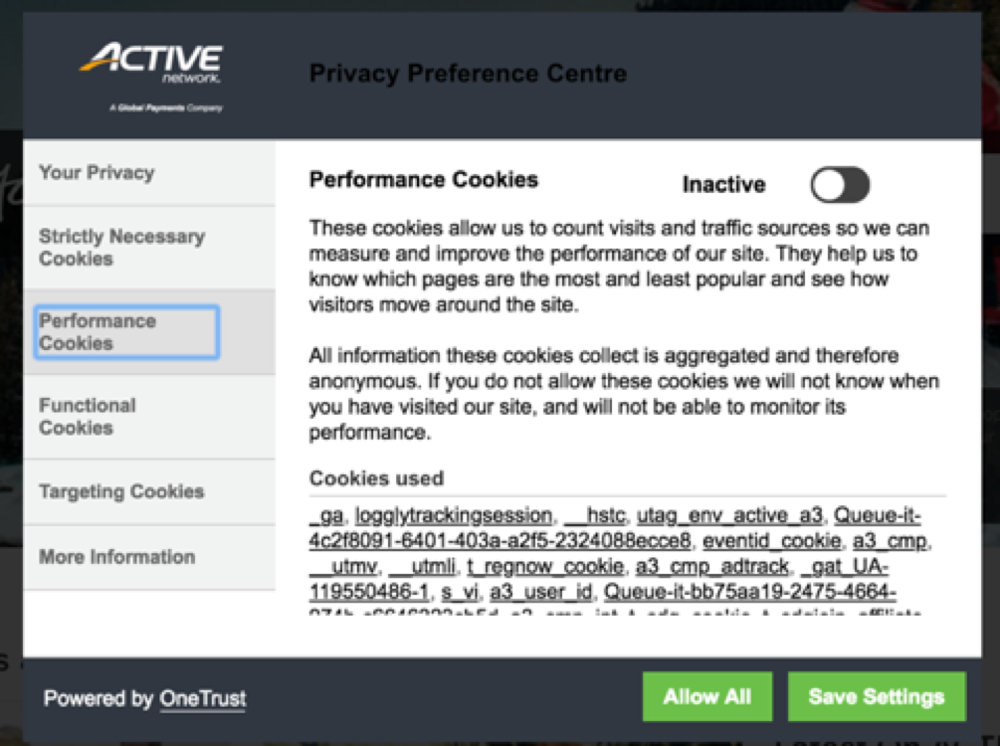 ACTIVE
network.
A Global Payments Company
Privacy Preference Centre
Your Privacy
Strictly Necessary
Cookies
Performance
Cookies
Functional
Cookies
Targeting Cookies
More Information
Performance Cookies
Inactive
These cookies allow us to count visits and traffic sources so we can
measure and improve the performance of our site. They help us to
know which pages are the most and least popular and see how
visitors move around the site.
All information these cookies collect is aggregated and therefore
anonymous. If you do not allow these cookies we will not know when
you have visited our site, and will not be able to monitor its
performance.
Cookies used
_ga, logglytrackingsession, __hstc, utag_env_active_a3, Queue-it-
4c2f8091-6401-403a-a2f5-2324088ecce8, eventid_cookie, a3_cmp,
__utmv, __utmli, t_regnow_cookie, a3_cmp_adtrack, _gat_UA-
119550486-1, s_vi, a3_user_id, Queue-it-bb75aa19-2475-4664-
Powered by OneTrust
Allow All
Save Settings